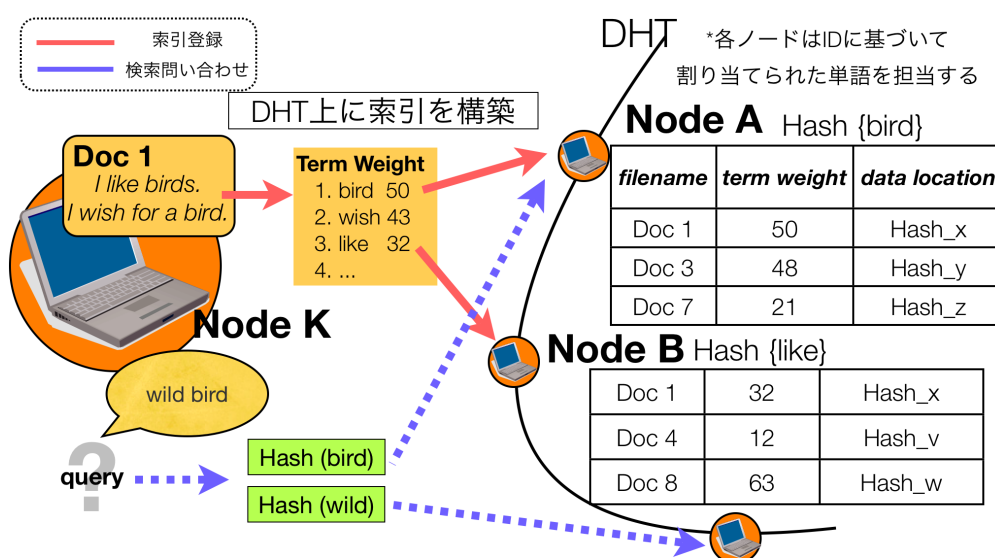 索引登録
検索問い合わせ
DHT
*各ノードはIDに基づいて
割り当てられた単語を担当する
DHT上に索引を構築
Doc 1
I like birds.
I wish for a bird.
Node K
Term Weight
1. bird 50
2. wish 43
3. like 32
4. ...
Node A Hash {bird}
filename term weight data location
Doc 1 50 Hash_x
Doc 3 48 Hash_y
Doc 7 21 Hash_z
Node B Hash {like}
Doc 1 32 Hash_x
Doc 4 12 Hash_v
Doc 8 63 Hash_w
wild bird
?
query
Hash (bird)
Hash (wild)